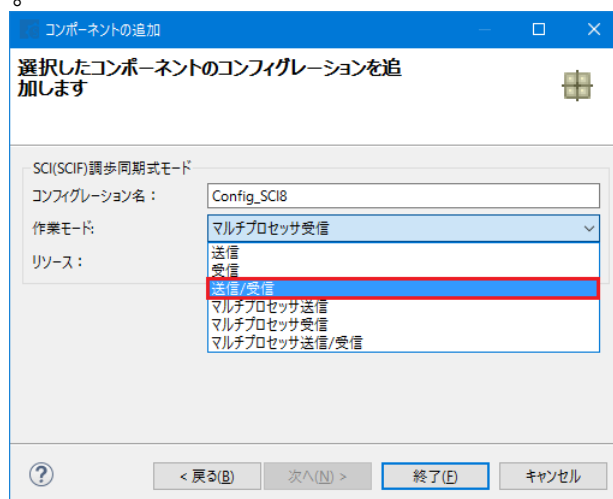 。
コンポーネントの追加
選択したコンポーネントのコンフィグレーションを追
加します
SCI(SCIF)調歩同期式モード
コンフィグレーション名：
Config_SCI8
作業モード:
マルチプロセッサ受信
リソース：
送信
受信
送信/受信
マルチプロセッサ送信
マルチプロセッサ受信
マルチプロセッサ送信/受信
?
< 戻る(B)
次へ(N) >
終了(F)
キャンセル